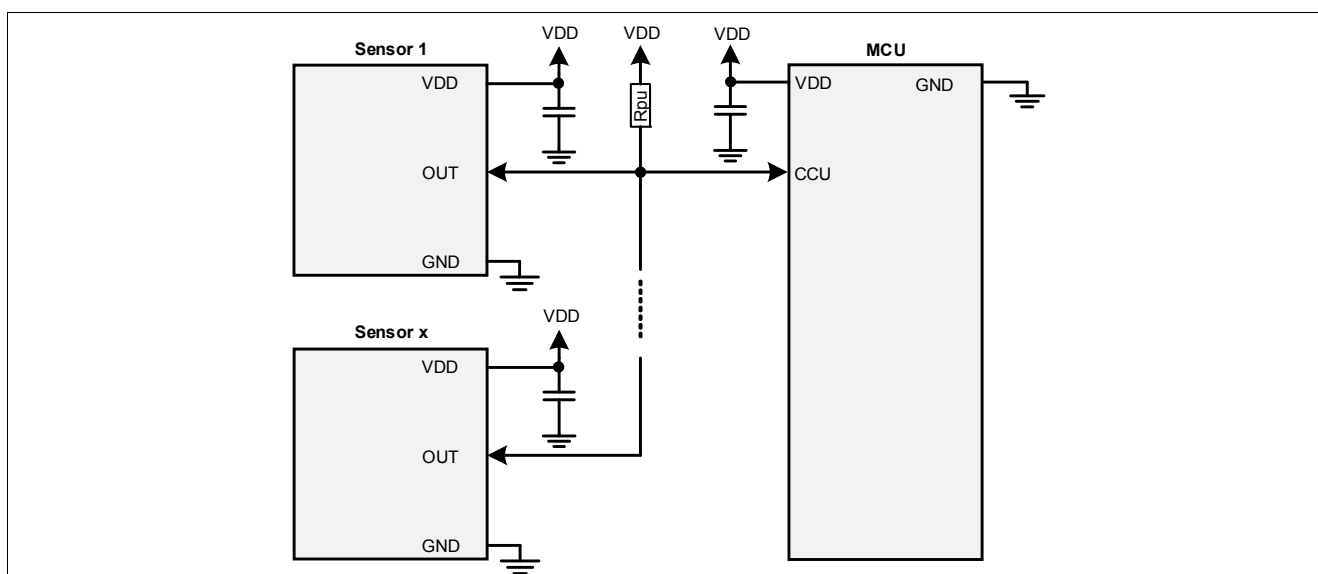 VDD VDD VDD
Sensor 1 MCU
VDD VDD GND
Rpu
OUT CCU
GND
Sensor x VDD
VDD
OUT
GND